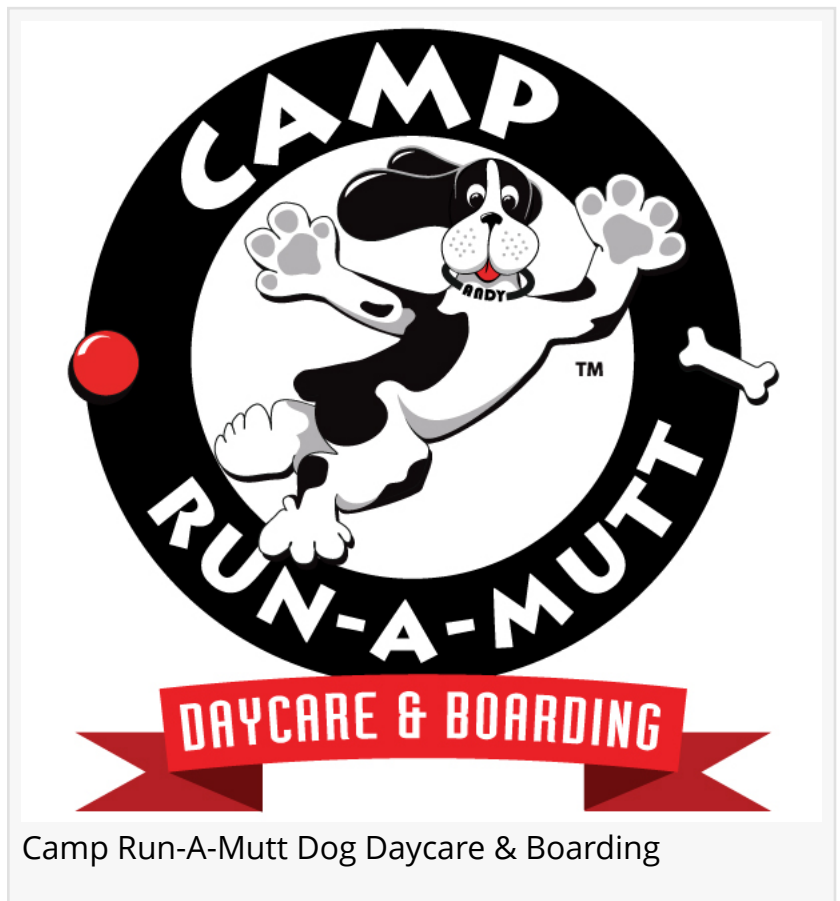 CAMP
ANDY
TM
RUN-A-MUTT
DAYCARE & BOARDING
Camp Run-A-Mutt Dog Daycare & Boarding